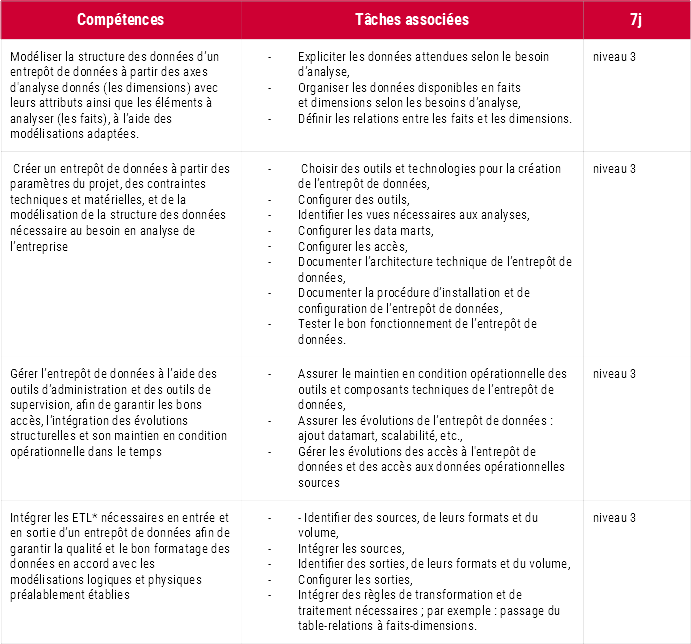 Compétences
Tâches associées
7j
Modéliser la structure des données d'un
entrepôt de données à partir des axes
d'analyse donnés (les dimensions) avec
leurs attributs ainsi que les éléments à
analyser (les faits), à l'aide des
modélisations adaptées.
- Expliciter les données attendues selon le besoin
d'analyse,
- Organiser les données disponibles en faits
et dimensions selon les besoins d'analyse,
- Définir les relations entre les faits et les dimensions.
niveau 3
Créer un entrepôt de données à partir des
paramètres du projet, des contraintes
techniques et matérielles, et de la
modélisation de la structure des données
nécessaire au besoin en analyse de
l'entreprise
- Choisir des outils et technologies pour la création
de l'entrepôt de données,
- Configurer des outils,
- Identifier les vues nécessaires aux analyses,
- Configurer les data marts,
- Configurer les accès,
- Documenter l'architecture technique de l'entrepôt de
données,
- Documenter la procédure d'installation et de
configuration de l'entrepôt de données,
- Tester le bon fonctionnement de l'entrepôt de
données.
niveau 3
Gérer l'entrepôt de données à l'aide des
outils d'administration et des outils de
supervision, afin de garantir les bons
accès, l'intégration des évolutions
structurelles et son maintien en condition
opérationnelle dans le temps
- Assurer le maintien en condition opérationnelle des
outils et composants techniques de l'entrepôt de
données,
- Assurer les évolutions de l'entrepôt de données :
ajout datamart, scalabilité, etc.,
- Gérer les évolutions des accès à l'entrepôt de
données et des accès aux données opérationnelles
sources
niveau 3
Intégrer les ETL* nécessaires en entrée et
en sortie d'un entrepôt de données afin de
garantir la qualité et le bon formatage des
données en accord avec les
modélisations logiques et physiques
préalablement établies
- - Identifier des sources, de leurs formats et du
volume,
- Intégrer les sources,
- Identifier des sorties, de leurs formats et du volume,
- Configurer les sorties,
- Intégrer des règles de transformation et de
traitement nécessaires ; par exemple : passage du
table-relations à faits-dimensions.
niveau 3